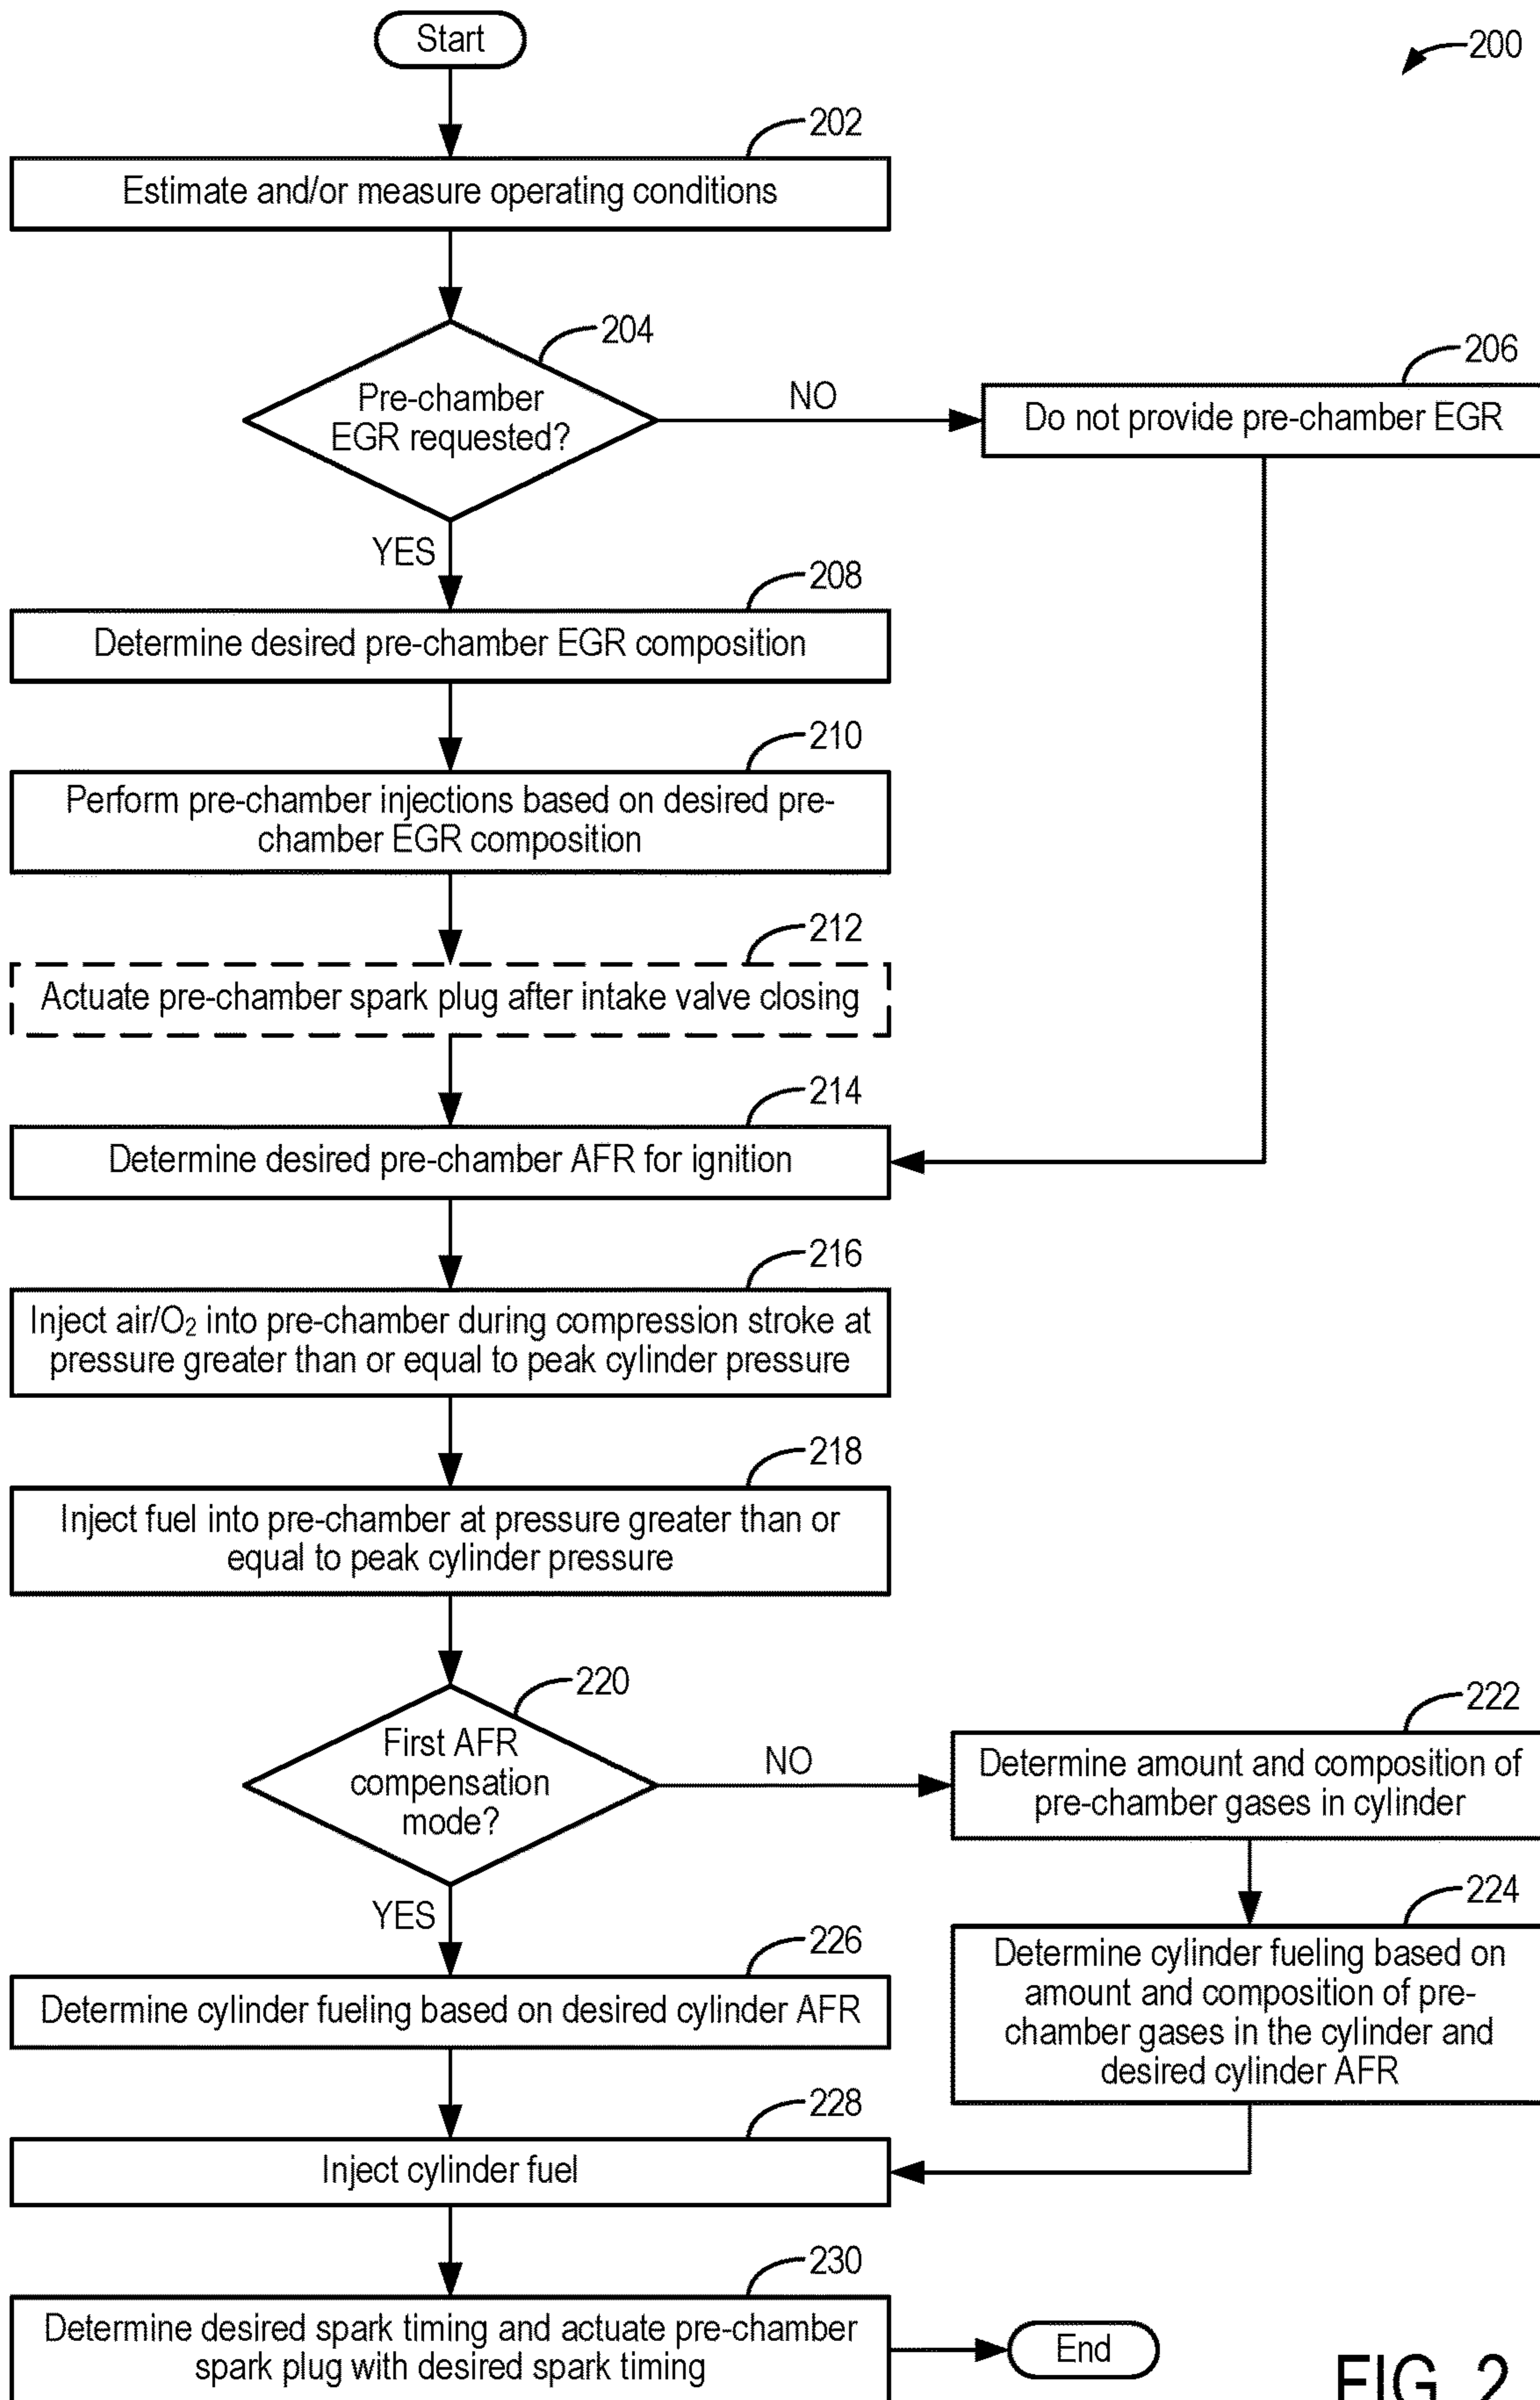 Start
200
202
Estimate and/or measure operating conditions
204
Pre-chamber
EGR requested?
NO
206
Do not provide pre-chamber EGR
YES
208
Determine desired pre-chamber EGR composition
210
Perform pre-chamber injections based on desired pre-
chamber EGR composition
212
Actuate pre-chamber spark plug after intake valve closing
214
Determine desired pre-chamber AFR for ignition
216
Inject air/O₂ into pre-chamber during compression stroke at
pressure greater than or equal to peak cylinder pressure
218
Inject fuel into pre-chamber at pressure greater than or
equal to peak cylinder pressure
220
First AFR
compensation
mode?
NO
222
Determine amount and composition of
pre-chamber gases in cylinder
224
Determine cylinder fueling based on
amount and composition of pre-
chamber gases in the cylinder and
desired cylinder AFR
YES
226
Determine cylinder fueling based on desired cylinder AFR
228
Inject cylinder fuel
230
Determine desired spark timing and actuate pre-chamber
spark plug with desired spark timing
End
FIG. 2